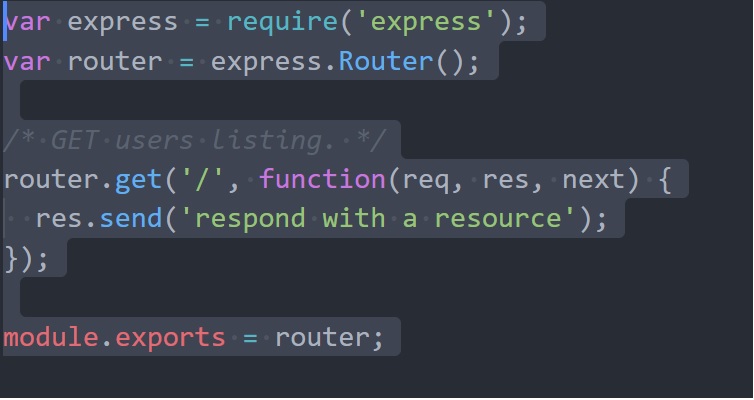 var express = require('express');
var router = express.Router();
/* GET users listing. */
router.get('/', function(req, res, next) {
  res.send('respond with a resource');
});
module.exports = router;